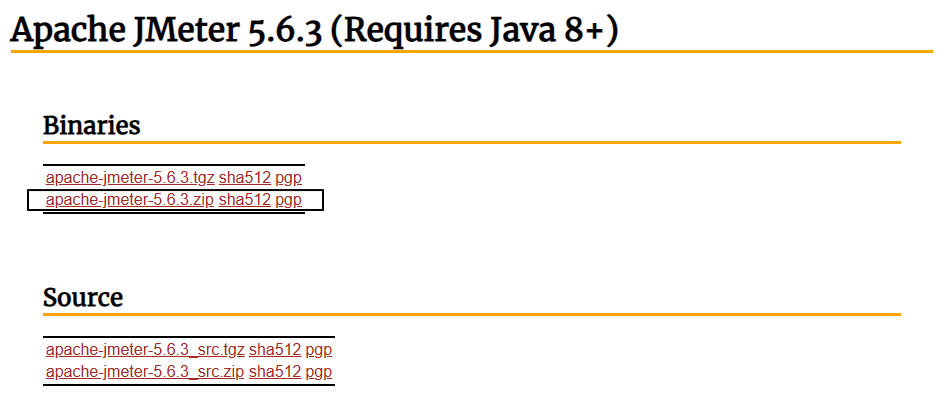 Apache JMeter 5.6.3 (Requires Java 8+)
Binaries
apache-jmeter-5.6.3.tgz sha512 pgp
apache-jmeter-5.6.3.zip sha512 pgp
Source
apache-jmeter-5.6.3_src.tgz sha512 pgp
apache-jmeter-5.6.3_src.zip sha512 pgp